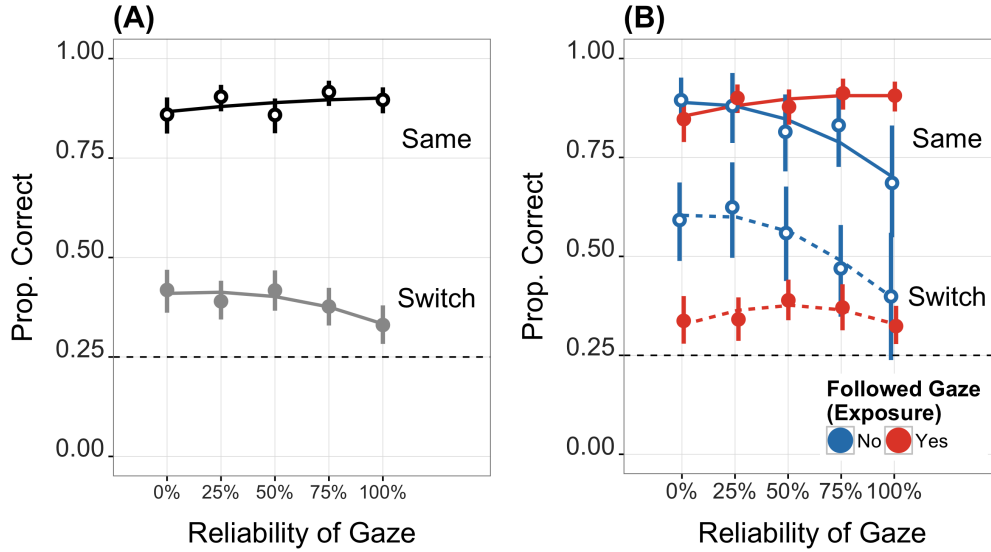 (A)
1.00
0.75
0.50
0.25
0.00
Prop. Correct
Same
Switch
0%
25%
50%
75%
100%
Reliability of Gaze
(B)
1.00
0.75
0.50
0.25
0.00
Prop. Correct
Same
Switch
Followed Gaze
(Exposure)
No
Yes
0%
25%
50%
75%
100%
Reliability of Gaze